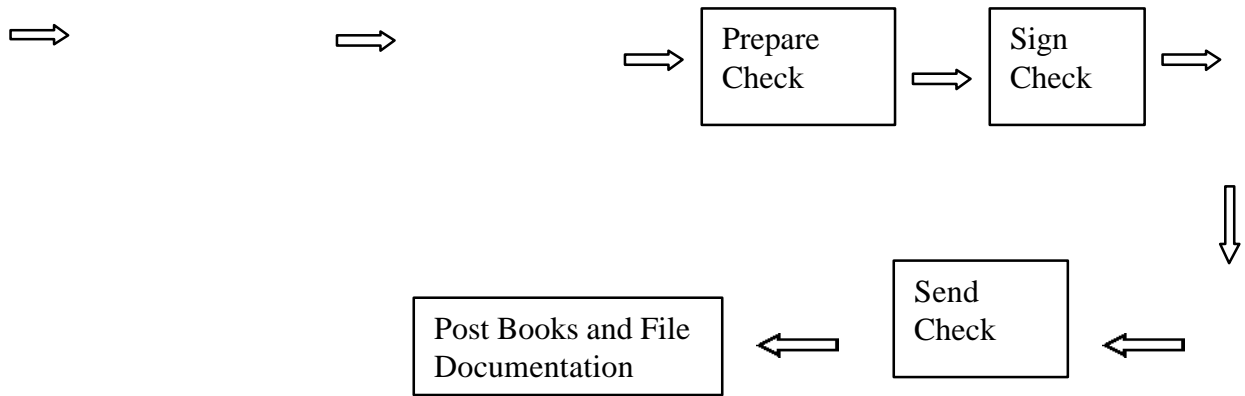 Prepare
Check
Sign
Check
Send
Check
Post Books and File
Documentation